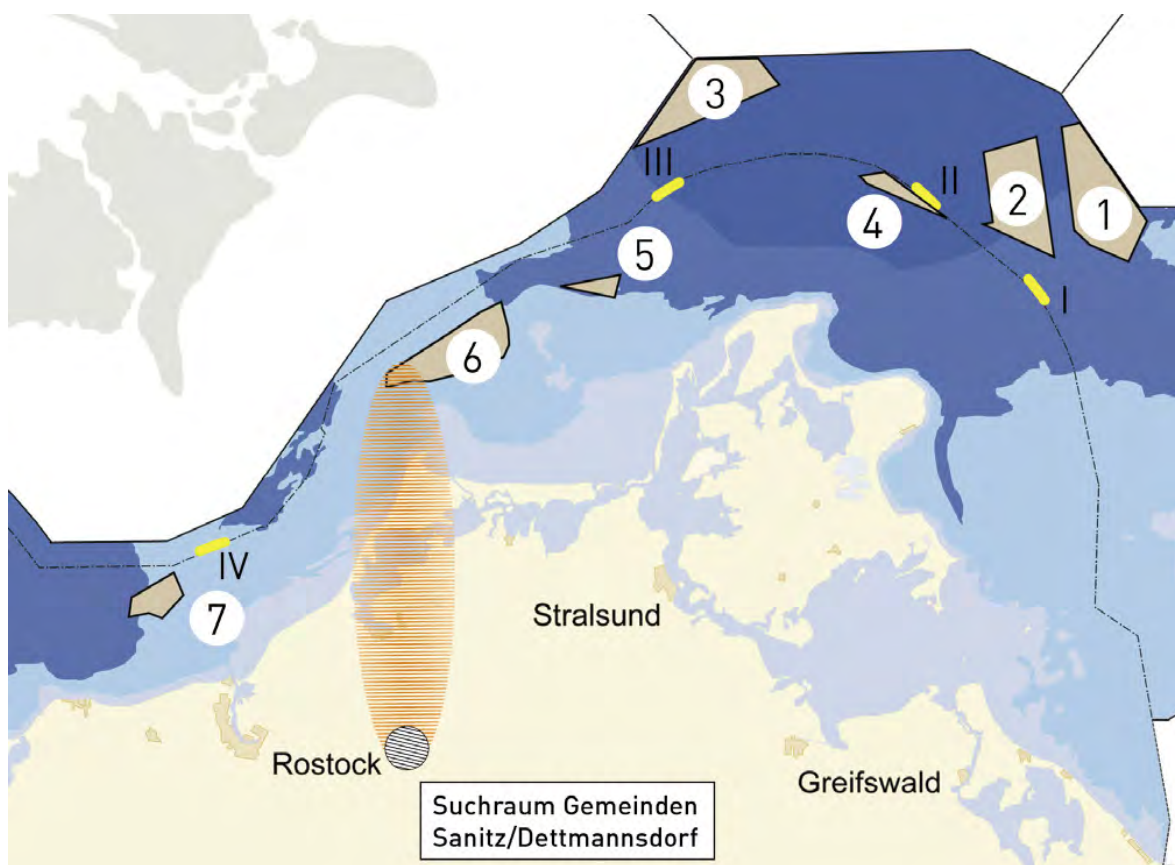 3
III
II
2
1
4
5
I
6
IV
7
Stralsund
Rostock
Greifswald
Suchraum Gemeinden
Sanitz/Dettmannsdorf